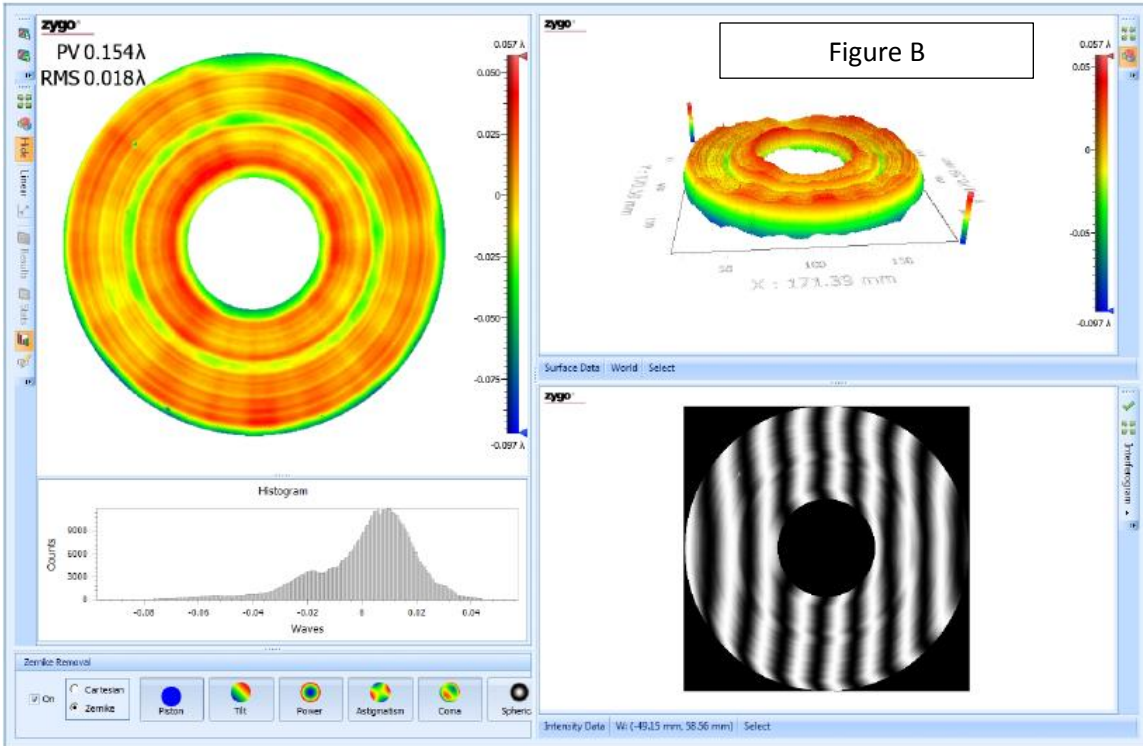 zygo
PV 0.154λ
RMS 0.018λ
0.057 λ
0.050
0.025
0
-0.025
-0.050
-0.075
-0.097 λ
Hide
Linear
Results
Stats
Histogram
Counts
9000
6000
3000
0
-0.08
-0.06
-0.04
-0.02
0
0.02
0.04
Waves
Zernike Removal
On
Cartesian
Zernike
Piston
Tilt
Power
Astigmatism
Coma
Spheric
zygo
Figure B
0.057 λ
0.05
0
-0.05
-0.097 λ
50
100
150
X : 171.39 mm
Surface Data World Select
zygo
Interferogram
Intensity Data W: (-49.15 mm, 58.56 mm) Select